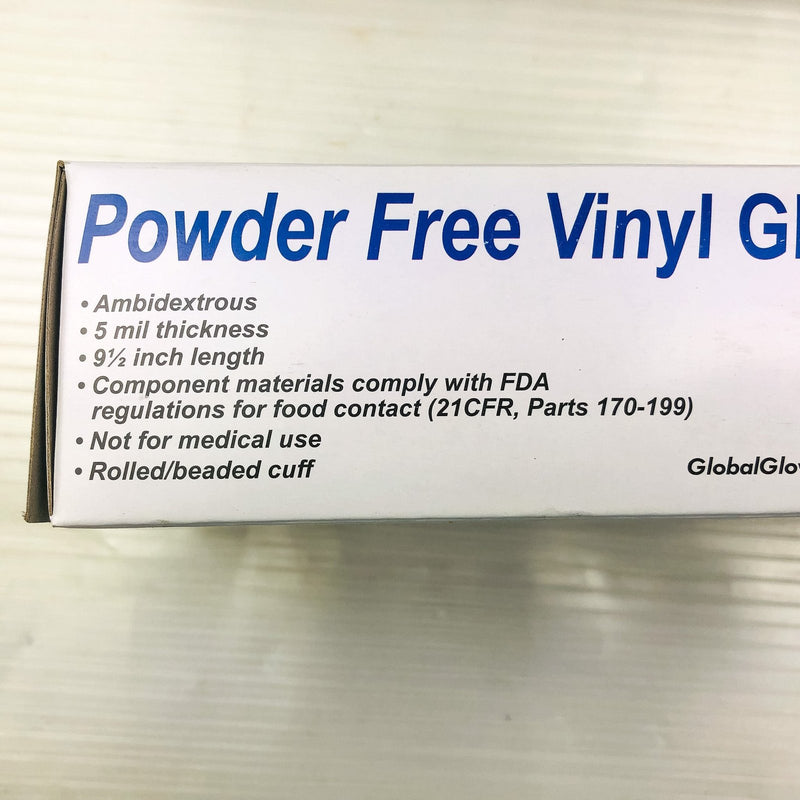 Powder Free Vinyl Gl
• Ambidextrous
• 5 mil thickness
• 9½ inch length
• Component materials comply with FDA
regulations for food contact (21CFR, Parts 170-199)
• Not for medical use
• Rolled/beaded cuff
GlobalGlov